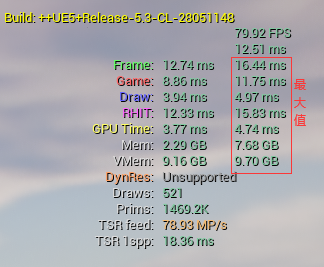 Build: ++UE5+Release-5.3-CL-28051148
79.92 FPS
12.51 ms
Frame: 12.74 ms 16.44 ms
Game: 8.86 ms 11.75 ms
Draw: 3.94 ms 4.97 ms
RHIT: 12.33 ms 15.83 ms
GPU Time: 3.77 ms 4.74 ms
Mem: 2.29 GB 7.68 GB
VMem: 9.16 GB 9.70 GB
DynRes: Unsupported
Draws: 521
Prims: 1469.2K
TSR feed: 78.93 MP/s
TSR 1spp: 18.36 ms
最大值